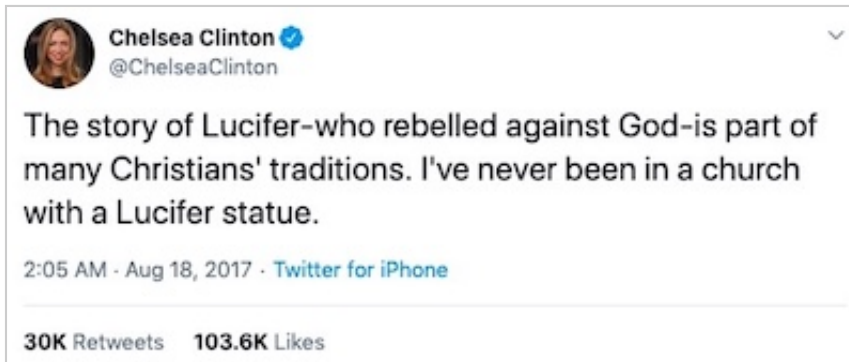 Chelsea Clinton
@ChelseaClinton
The story of Lucifer-who rebelled against God-is part of
many Christians' traditions. I've never been in a church
with a Lucifer statue.
2:05 AM · Aug 18, 2017 · Twitter for iPhone
30K Retweets 103.6K Likes